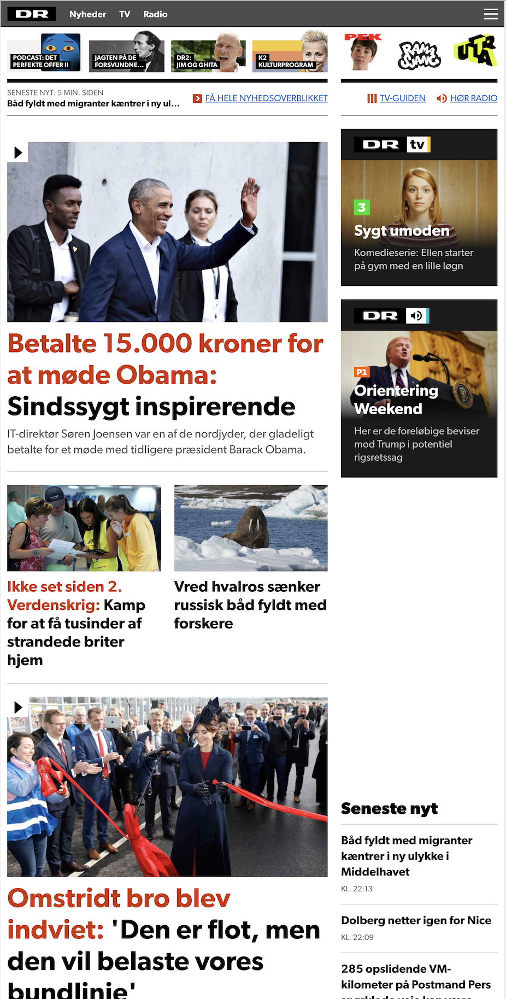 DR Nyheder TV Radio
PODCAST: DET
PERFEKTE OFFER II
JAGTEN PÅ DE
FORSVUNDNE...
DR2:
JIM OG GHITA
K2
KULTURPROGRAM
PEK
RAMA
SJANG
ULTRA
SENESTE NYT: 5 MIN. SIDEN
Båd fyldt med migranter kæntrer i ny ul...
FÅ HELE NYHEDSOVERBLIKKET
TV-GUIDEN
HØR RADIO
Betalte 15.000 kroner for
at møde Obama:
Sindssygt inspirerende
IT-direktør Søren Joensen var en af de nordjyder, der gladeligt
betalte for et møde med tidligere præsident Barack Obama.
Ikke set siden 2.
Verdenskrig: Kamp
for at få tusinder af
strandede briter
hjem
Vred hvalros sænker
russisk båd fyldt med
forskere
Omstridt bro blev
indviet: 'Den er flot, men
den vil belaste vores
bundlinje'
DR tv
3
Sygt umoden
Komedieserie: Ellen starter
på gym med en lille løgn
DR
P1
Orientering
Weekend
Her er de foreløbige beviser
mod Trump i potentiel
rigsretssag
Seneste nyt
Båd fyldt med migranter
kæntrer i ny ulykke i
Middelhavet
KL. 22:13
Dolberg netter igen for Nice
KL. 22:09
285 opslidende VM-
kilometer på Postmand Pers